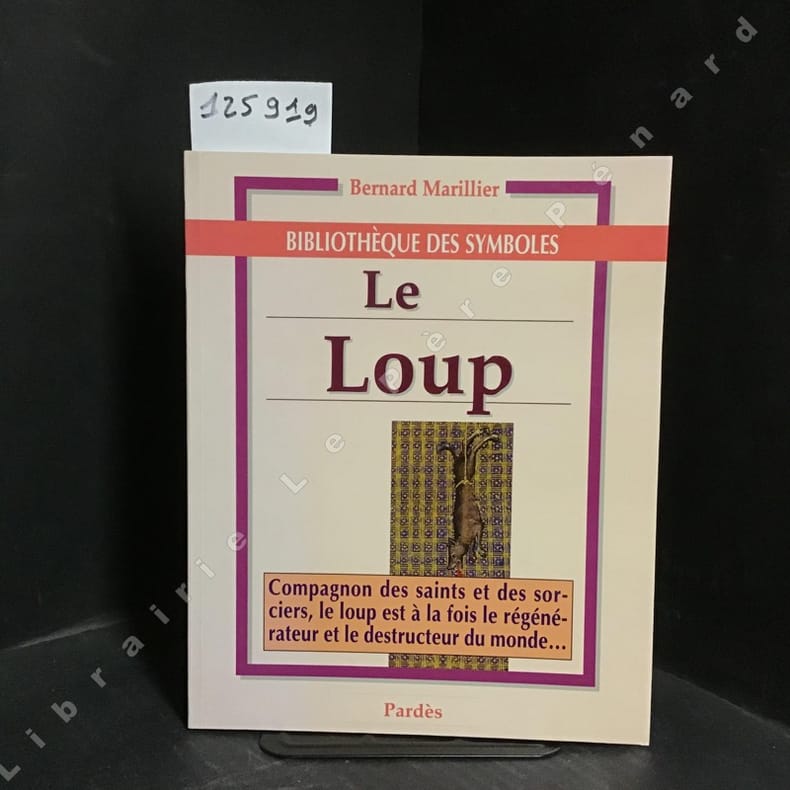 125919
Bernard Marillier
BIBLIOTHÈQUE DES SYMBOLES
Le
Loup
Compagnon des saints et des sor-
ciers, le loup est à la fois le régéné-
rateur et le destructeur du monde...
Pardès
Librairie Le Père Pénard